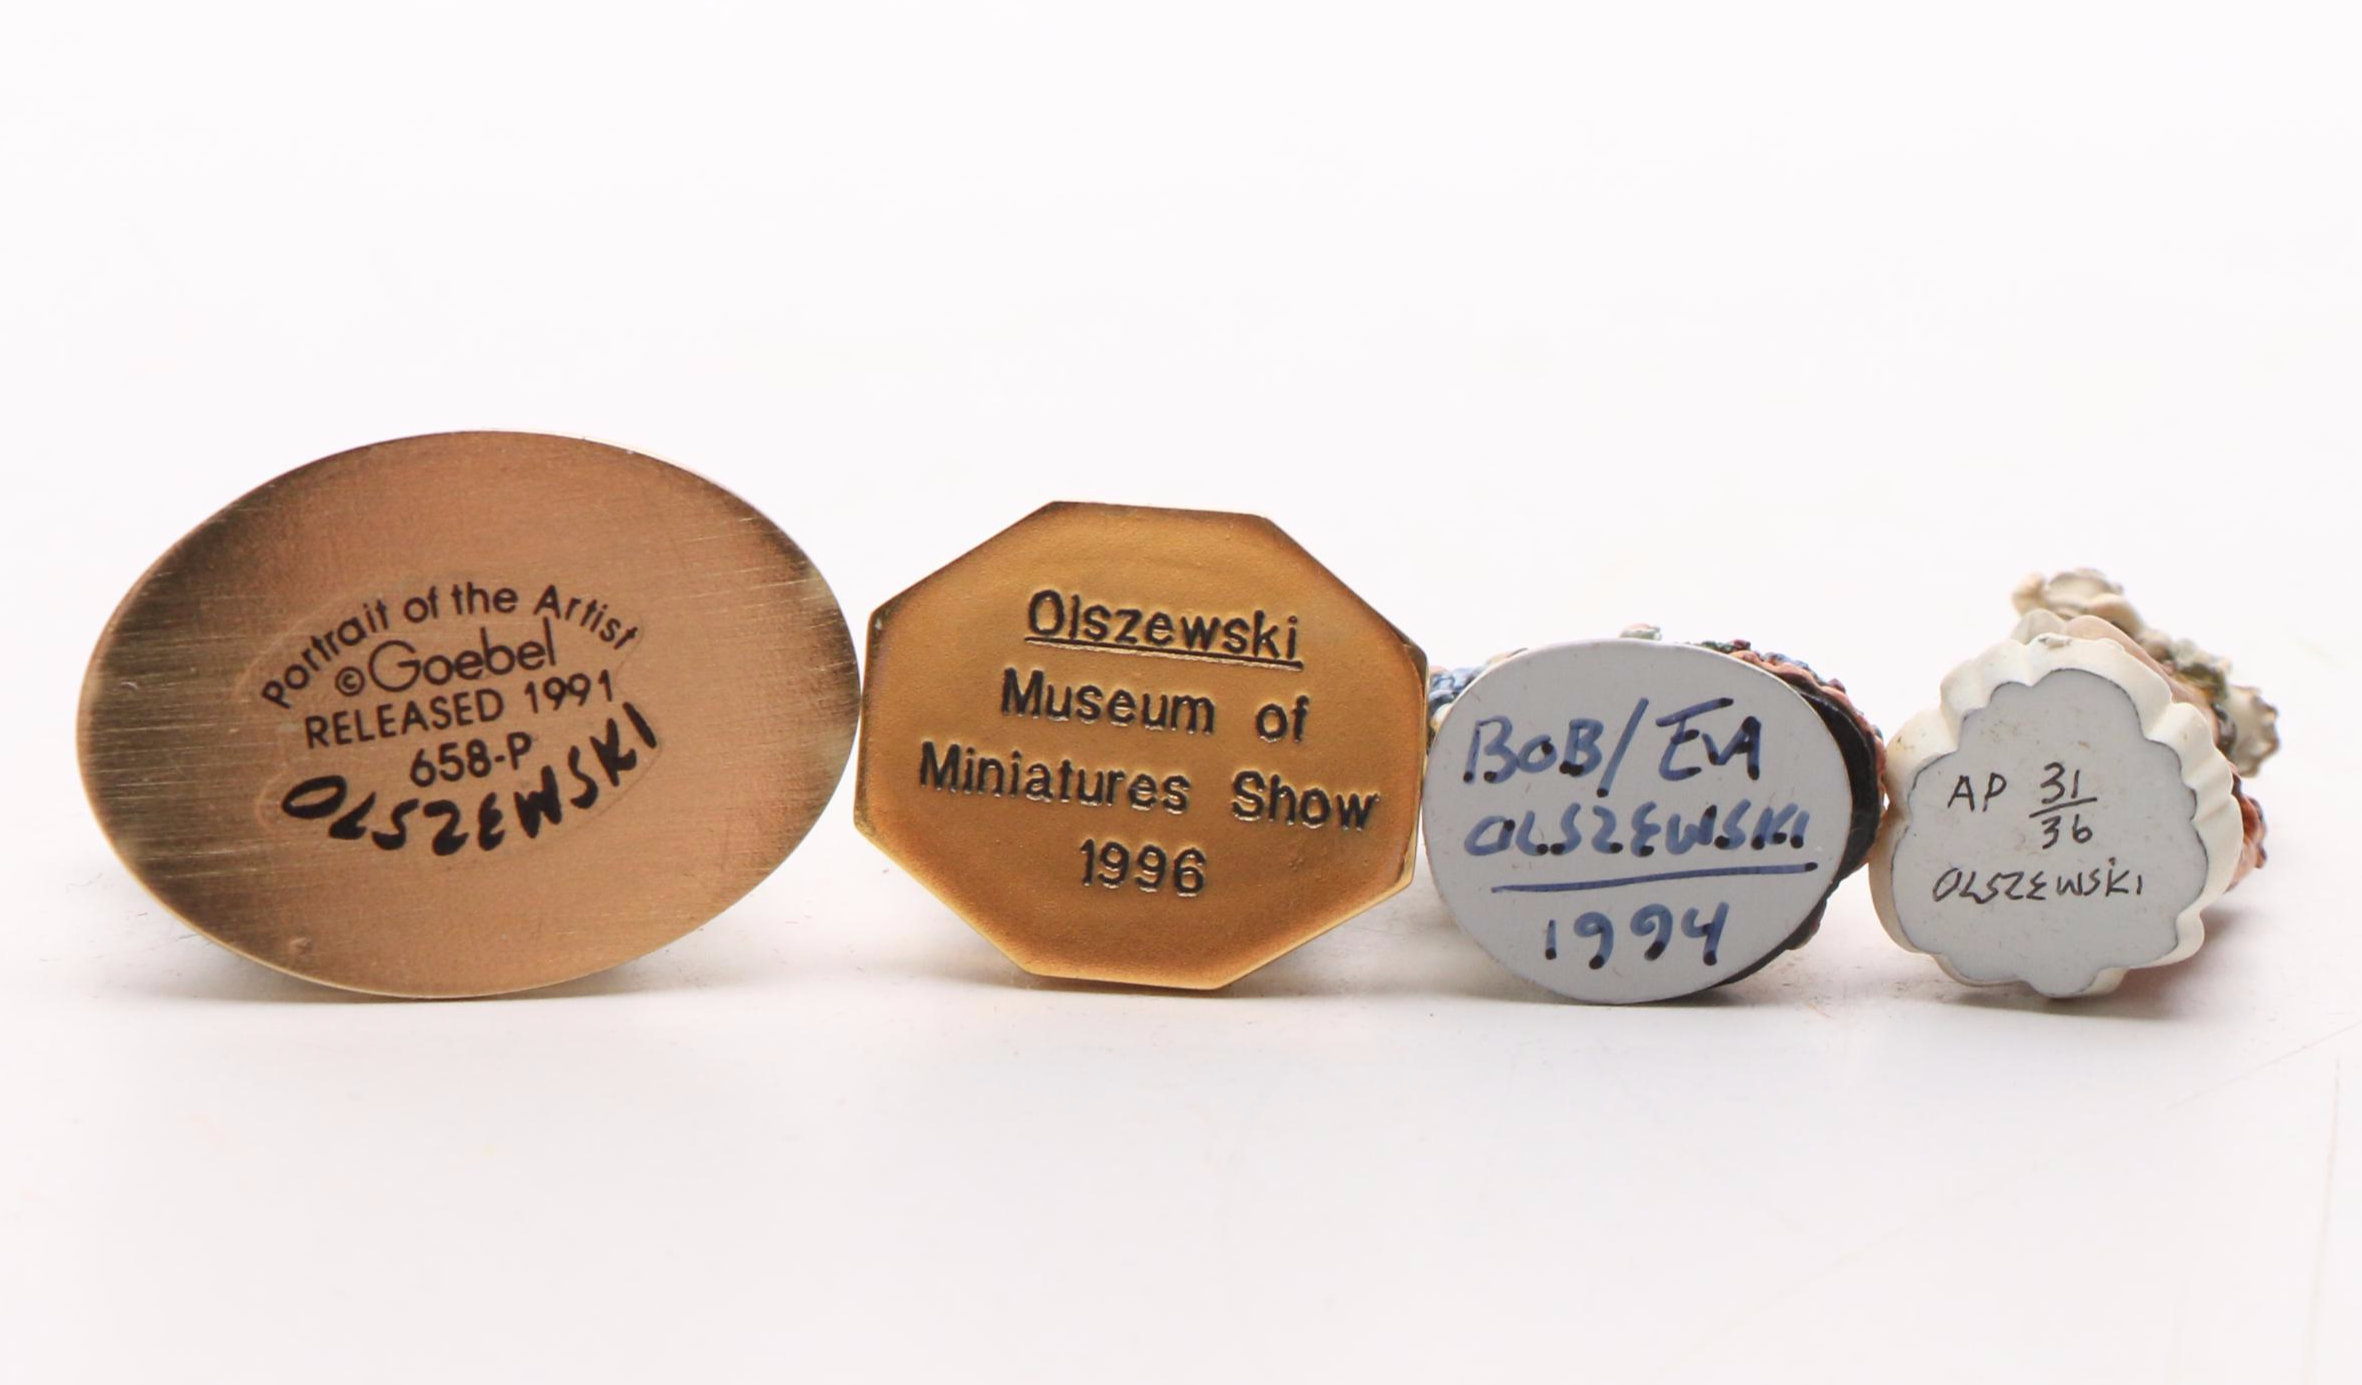 Portrait of the Artist
©Goebel
RELEASED 1991
658-P
OLSZEWSKI
Olszewski
Museum of
Miniatures Show
1996
BOB/EVA
OLSZEWSKI
1994
AP 31/36
OLSZEWSKI